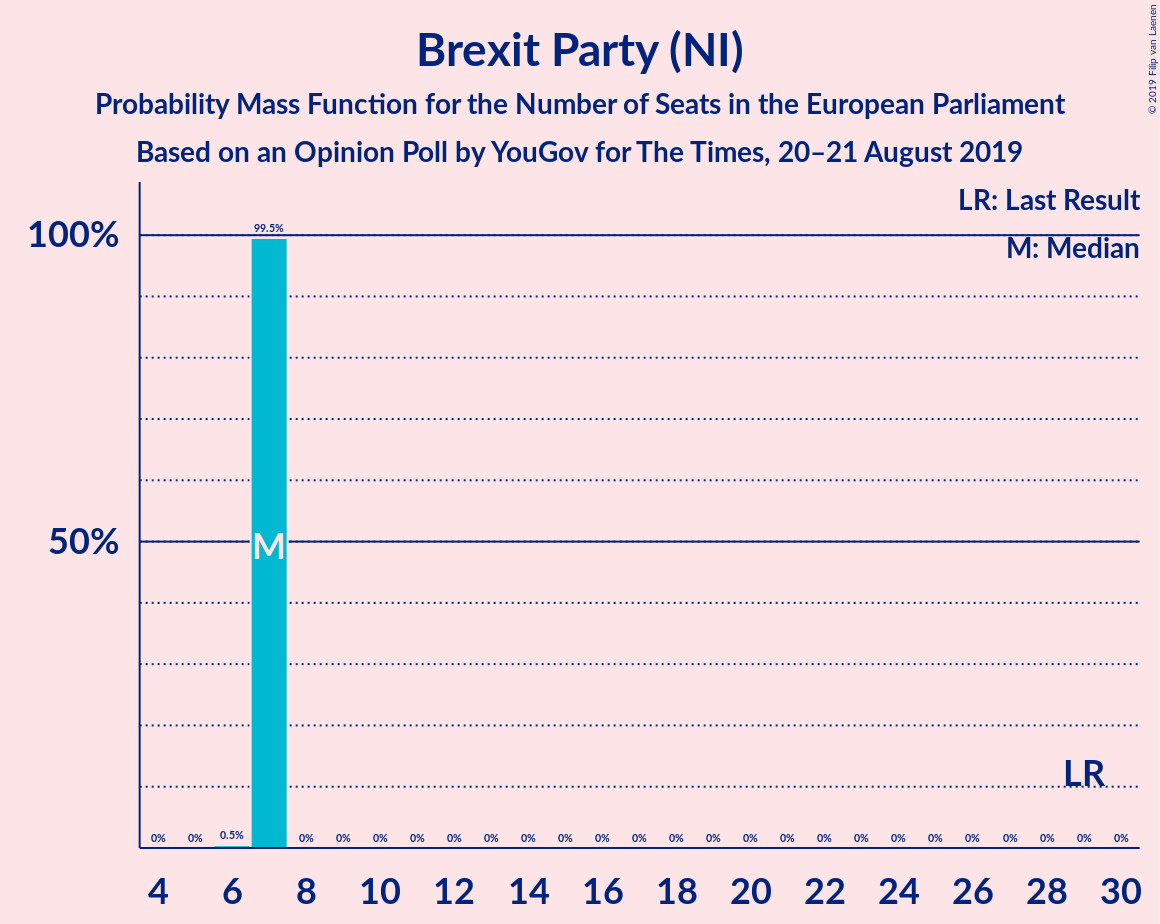 Brexit Party (NI)
Probability Mass Function for the Number of Seats in the European Parliament
Based on an Opinion Poll by YouGov for The Times, 20–21 August 2019
© 2019 Filip van Laenen
LR: Last Result
M: Median
100%
50%
99.5%
M
LR
0% 0% 0.5% 0% 0% 0% 0% 0% 0% 0% 0% 0% 0% 0% 0% 0% 0% 0% 0% 0% 0% 0% 0% 0% 0% 0%
4 6 8 10 12 14 16 18 20 22 24 26 28 30